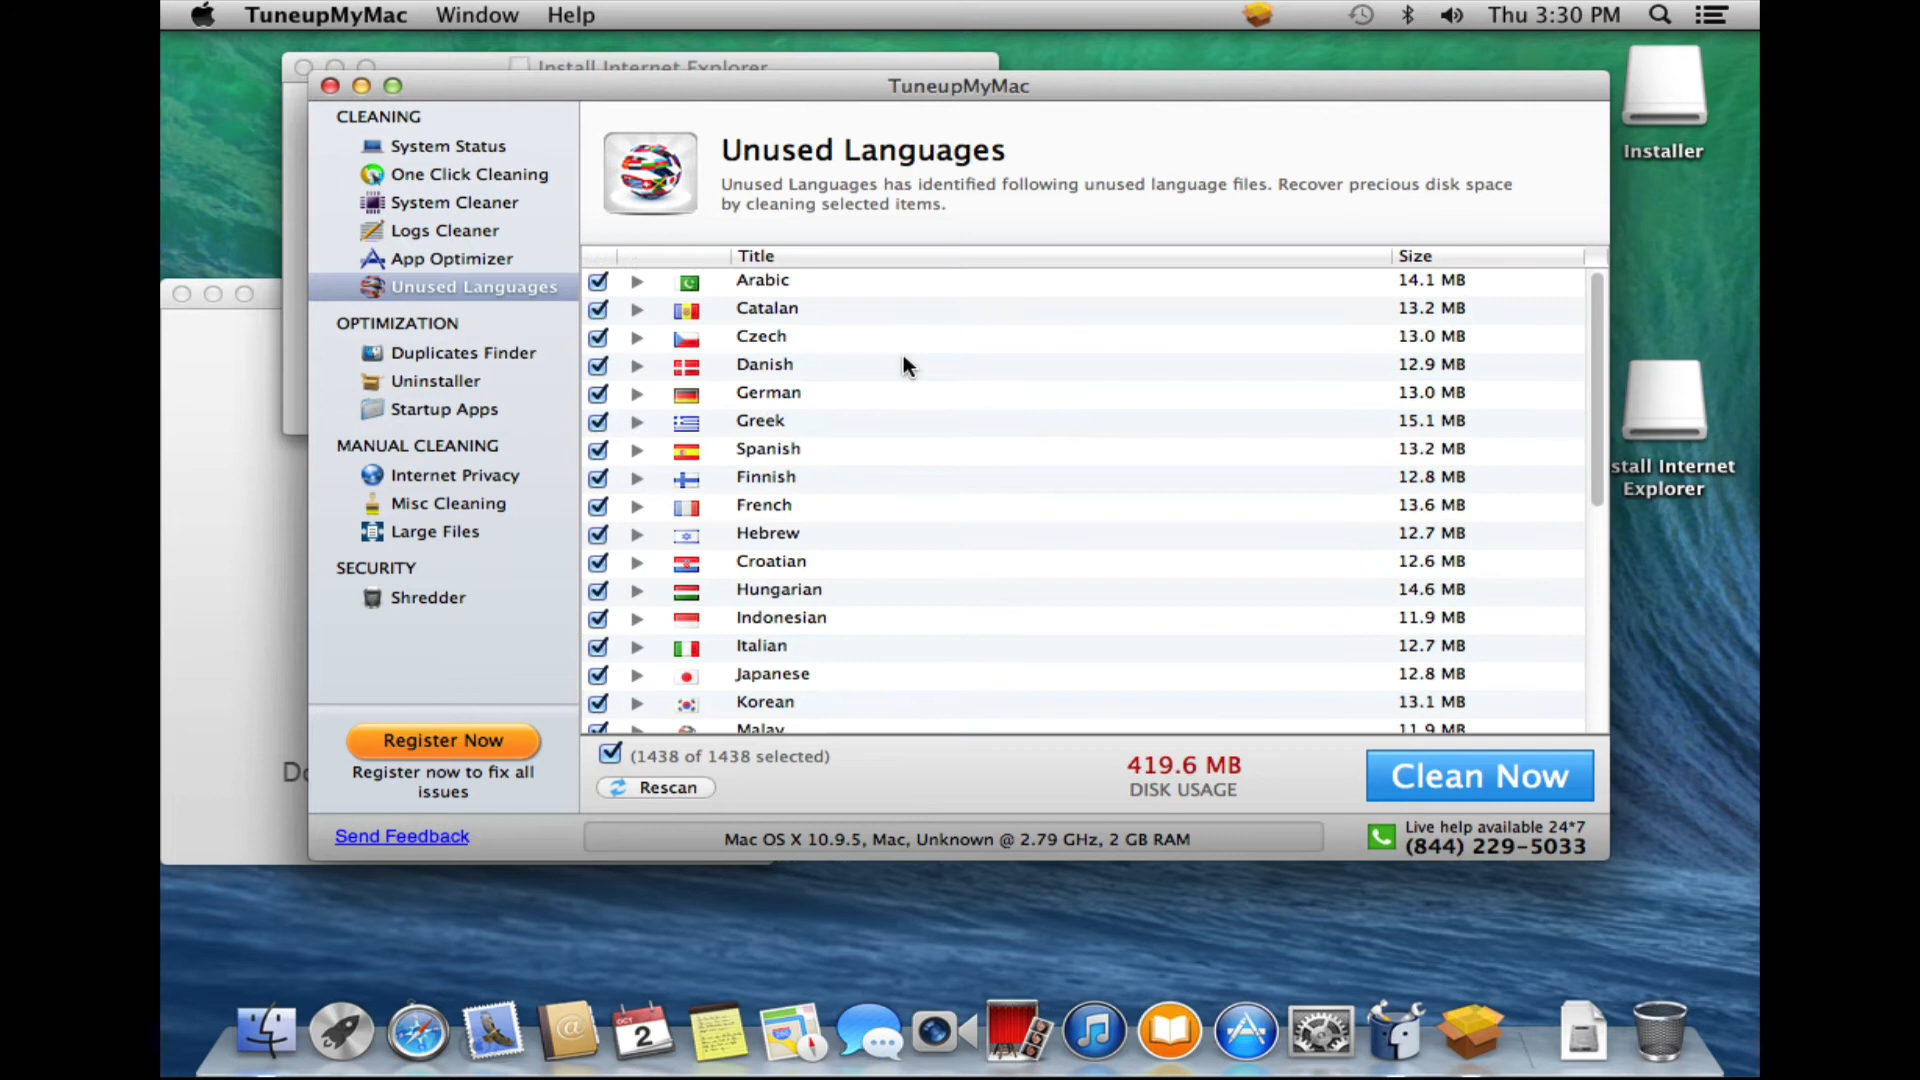 TuneupMyMac Window Help
Thu 3:30 PM
Install Internet Explorer
TuneupMyMac
CLEANING
System Status
One Click Cleaning
System Cleaner
Logs Cleaner
App Optimizer
Unused Languages
OPTIMIZATION
Duplicates Finder
Uninstaller
Startup Apps
MANUAL CLEANING
Internet Privacy
Misc Cleaning
Large Files
SECURITY
Shredder
Register Now
Register now to fix all
issues
Send Feedback
Unused Languages
Unused Languages has identified following unused language files. Recover precious disk space
by cleaning selected items.
Title Size
Arabic 14.1 MB
Catalan 13.2 MB
Czech 13.0 MB
Danish 12.9 MB
German 13.0 MB
Greek 15.1 MB
Spanish 13.2 MB
Finnish 12.8 MB
French 13.6 MB
Hebrew 12.7 MB
Croatian 12.6 MB
Hungarian 14.6 MB
Indonesian 11.9 MB
Italian 12.7 MB
Japanese 12.8 MB
Korean 13.1 MB
Malay 11.9 MB
(1438 of 1438 selected)
Rescan
419.6 MB
DISK USAGE
Clean Now
Mac OS X 10.9.5, Mac, Unknown @ 2.79 GHz, 2 GB RAM
Live help available 24*7
(844) 229-5033
Installer
stall Internet
Explorer
Do
OCT
2